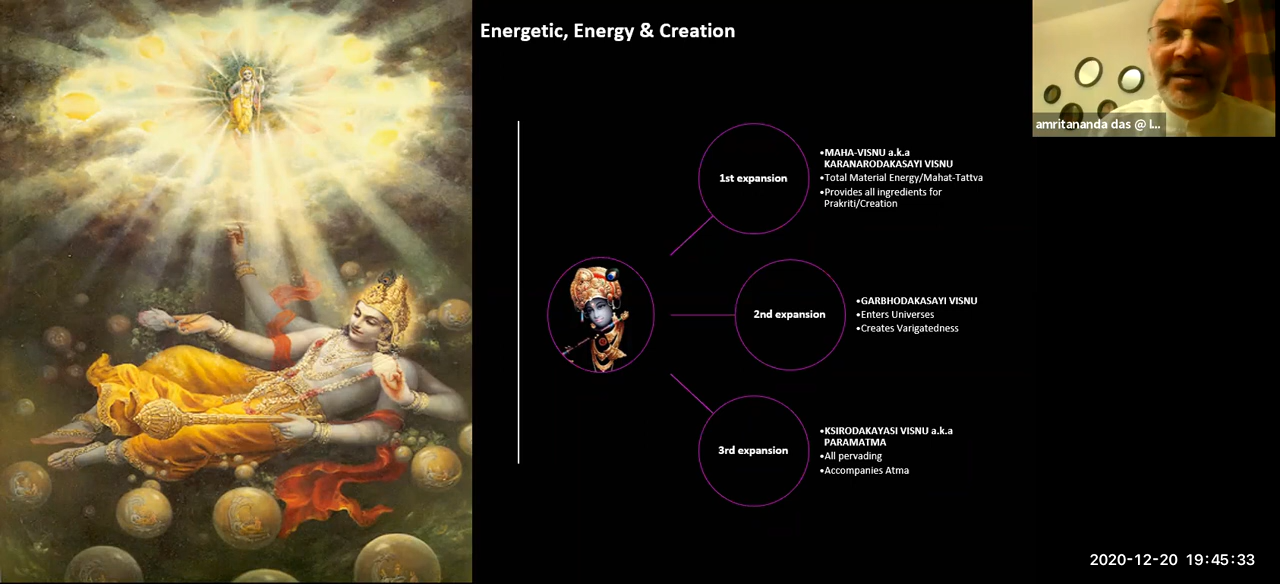 Energetic, Energy & Creation
amritananda das @ I...
1st expansion
•MAHA-VISNU a.k.a
KARANARODAKASAYI VISNU
•Total Material Energy/Mahat-Tattva
•Provides all ingredients for
Prakriti/Creation
2nd expansion
•GARBHODAKASAYI VISNU
•Enters Universes
•Creates Varigatedness
3rd expansion
•KSIRODAKAYASI VISNU a.k.a
PARAMATMA
•All pervading
•Accompanies Atma
2020-12-20 19:45:33